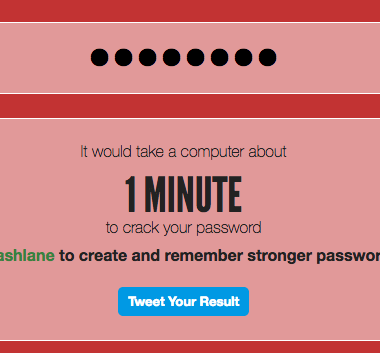 It would take a computer about
1 MINUTE
to crack your password
ashlane to create and remember stronger passwor
Tweet Your Result